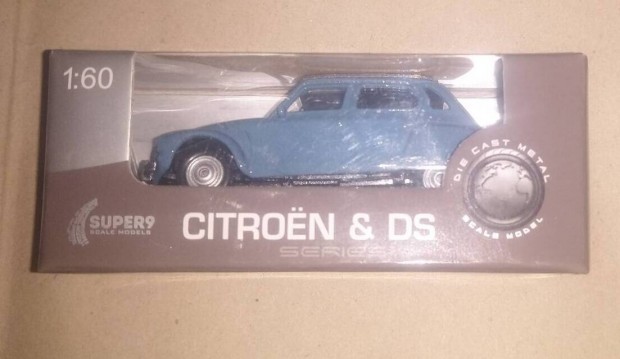 1:60
SUPER9
SCALE MODELS
CITROËN & DS
SERIES
DIE CAST METAL
SCALE MODEL